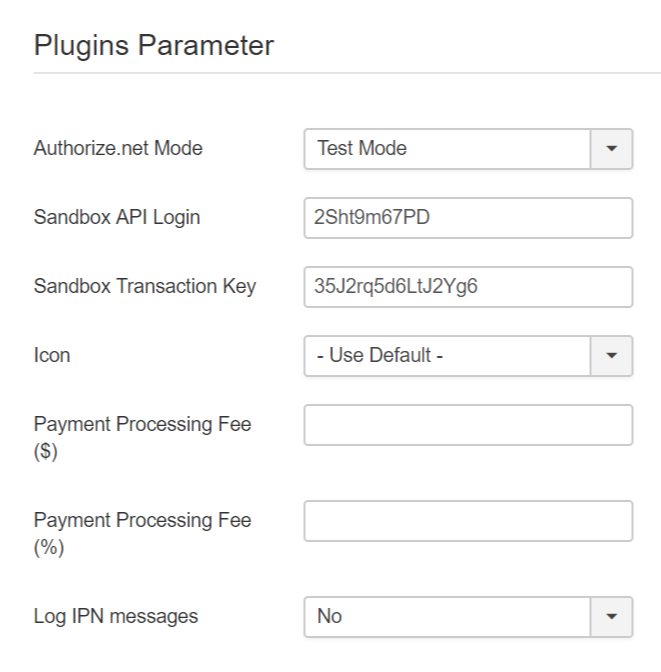 Plugins Parameter
Authorize.net Mode
Test Mode
Sandbox API Login
2Sht9m67PD
Sandbox Transaction Key
35J2rq5d6LtJ2Yg6
Icon
- Use Default -
Payment Processing Fee
($)
Payment Processing Fee
(%)
Log IPN messages
No